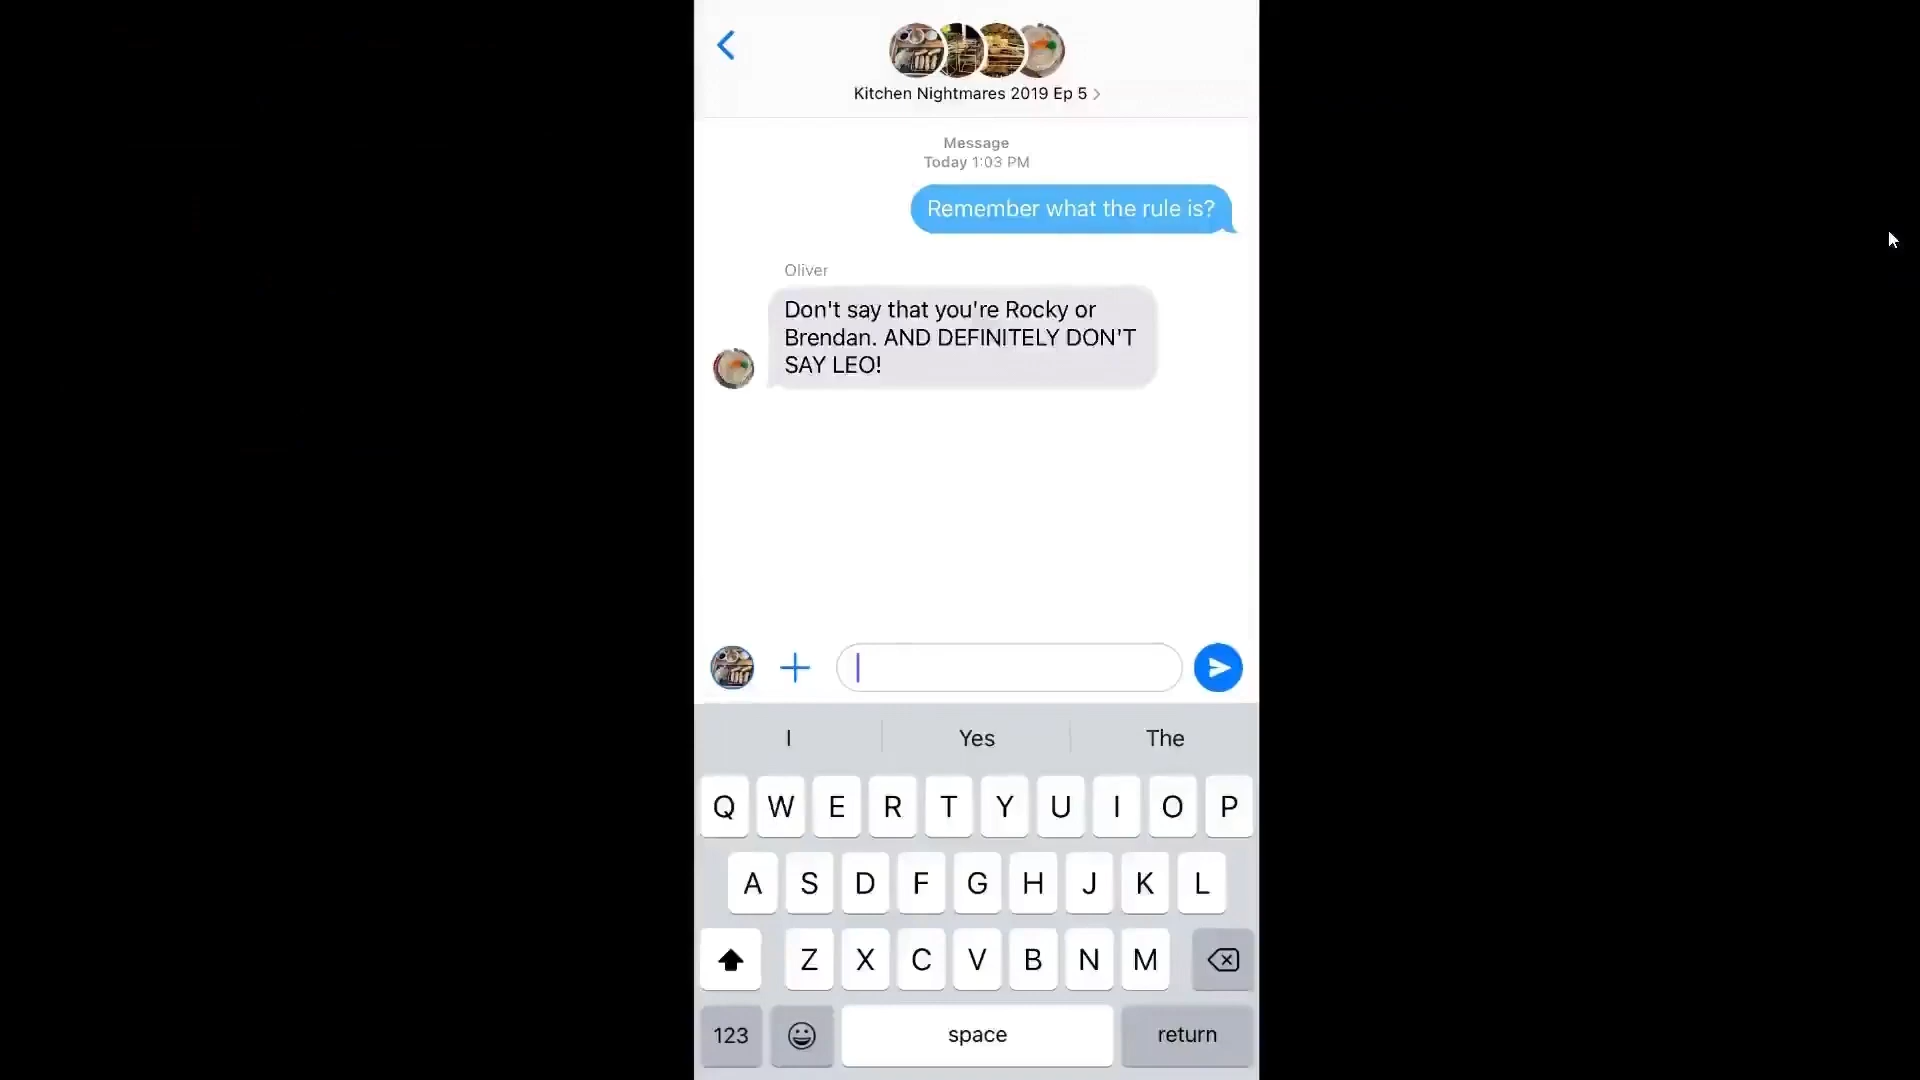 Kitchen Nightmares 2019 Ep 5
Message
Today 1:03 PM
Remember what the rule is?
Oliver
Don't say that you're Rocky or
Brendan. AND DEFINITELY DON'T
SAY LEO!
I Yes The
Q W E R T Y U I O P
A S D F G H J K L
Z X C V B N M
123 space return